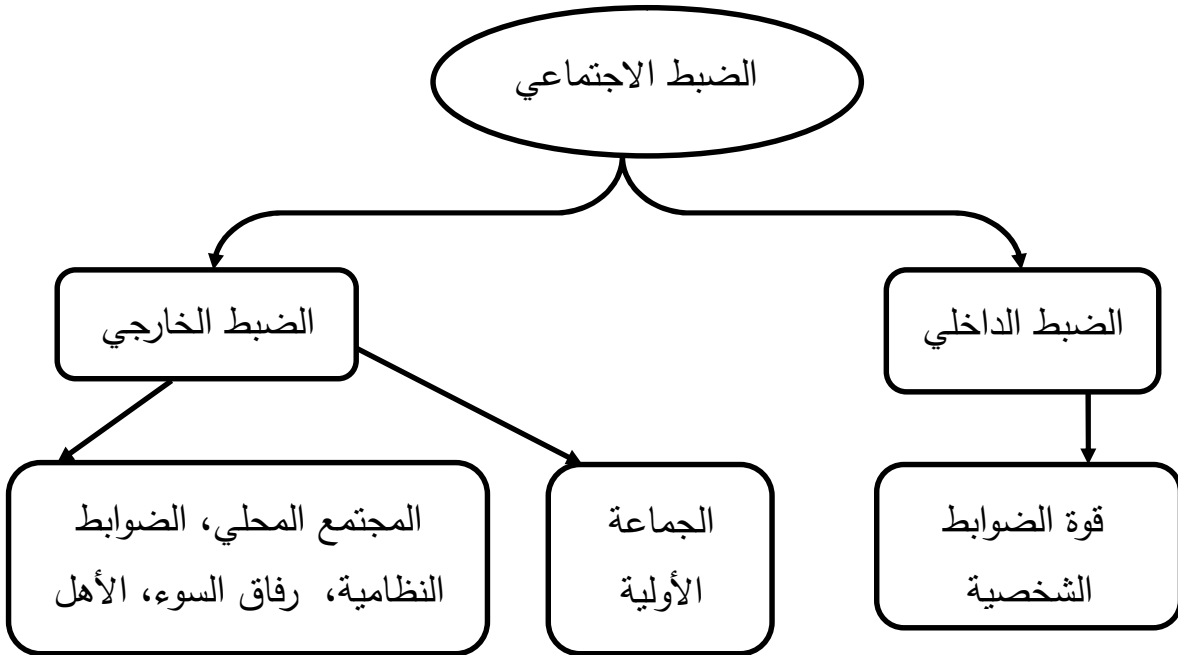 الضبط الاجتماعي
الضبط الداخلي
الضبط الخارجي
قوة الضوابط
الشخصية
الجماعة
الأولية
المجتمع المحلي، الضوابط
النظامية، رفاق السوء، الأهل